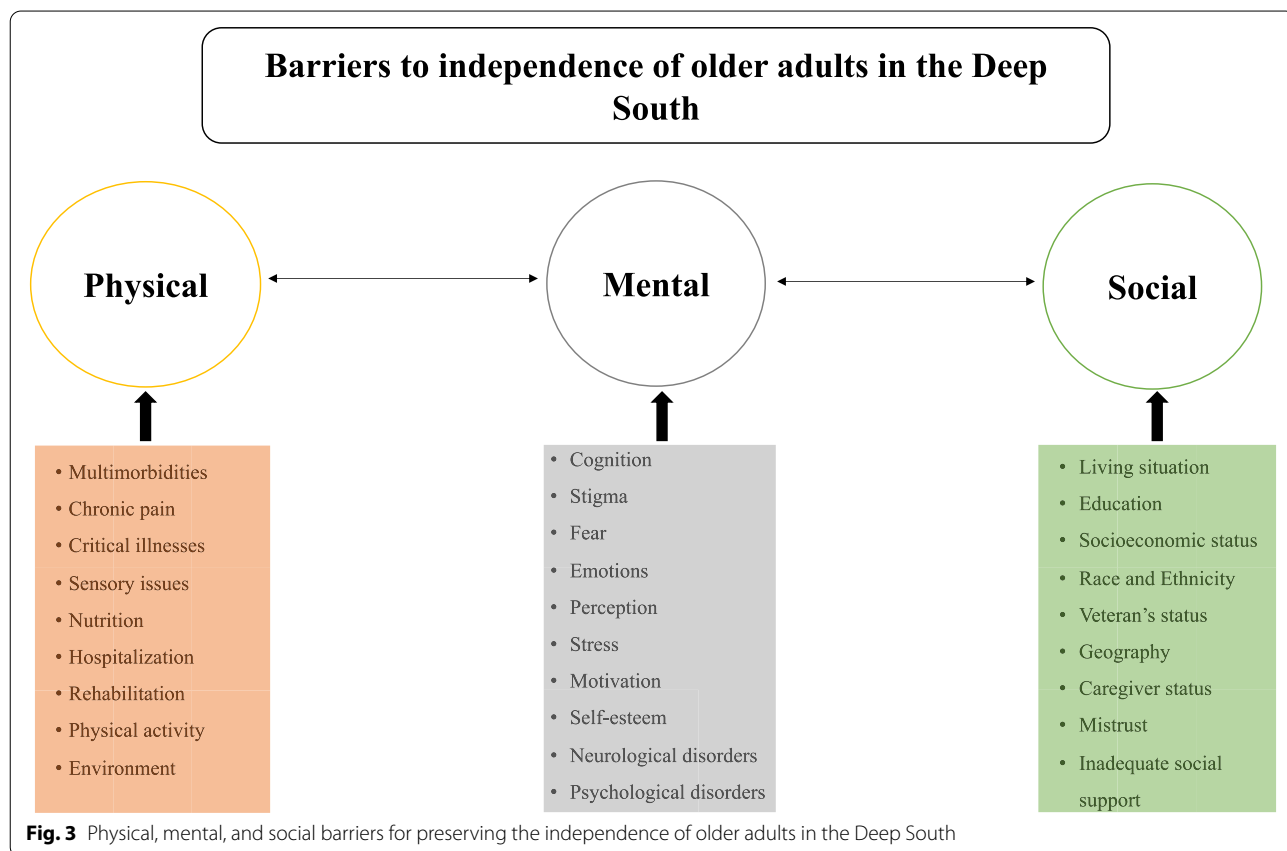 Barriers to independence of older adults in the Deep
South
Physical
Mental
Social
• Multimorbidities
• Chronic pain
• Critical illnesses
• Sensory issues
• Nutrition
• Hospitalization
• Rehabilitation
• Physical activity
• Environment
• Cognition
• Stigma
• Fear
• Emotions
• Perception
• Stress
• Motivation
• Self-esteem
• Neurological disorders
• Psychological disorders
• Living situation
• Education
• Socioeconomic status
• Race and Ethnicity
• Veteran’s status
• Geography
• Caregiver status
• Mistrust
• Inadequate social
support
Fig. 3 Physical, mental, and social barriers for preserving the independence of older adults in the Deep South